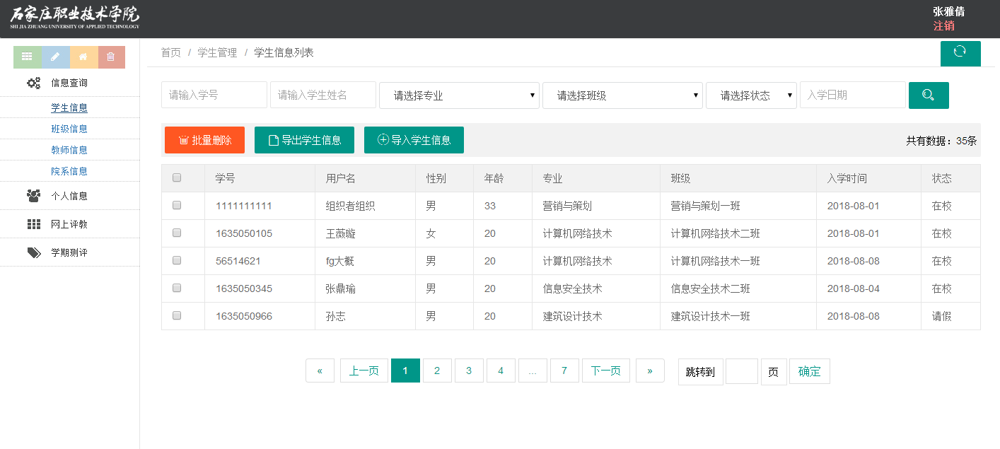 石家庄职业技术学院
SHI JIA ZHUANG UNIVERSITY OF APPLIED TECHNOLOGY
张雅倩
注销
信息查询
学生信息
班级信息
教师信息
院系信息
个人信息
网上评教
学期测评
首页 / 学生管理 / 学生信息列表
请输入学号 请输入学生姓名 请选择专业 请选择班级 请选择状态 入学日期
批量删除 导出学生信息 导入学生信息 共有数据：35条
学号 用户名 性别 年龄 专业 班级 入学时间 状态
1111111111 组织者组织 男 33 营销与策划 营销与策划一班 2018-08-01 在校
1635050105 王薇璇 女 20 计算机网络技术 计算机网络技术二班 2018-08-01 在校
56514621 fg大概 男 20 计算机网络技术 计算机网络技术一班 2018-08-08 在校
1635050345 张鼎瑜 男 20 信息安全技术 信息安全技术二班 2018-08-04 在校
1635050966 孙志 男 20 建筑设计技术 建筑设计技术一班 2018-08-08 请假
« 上一页 1 2 3 4 ... 7 下一页 » 跳转到 页 确定